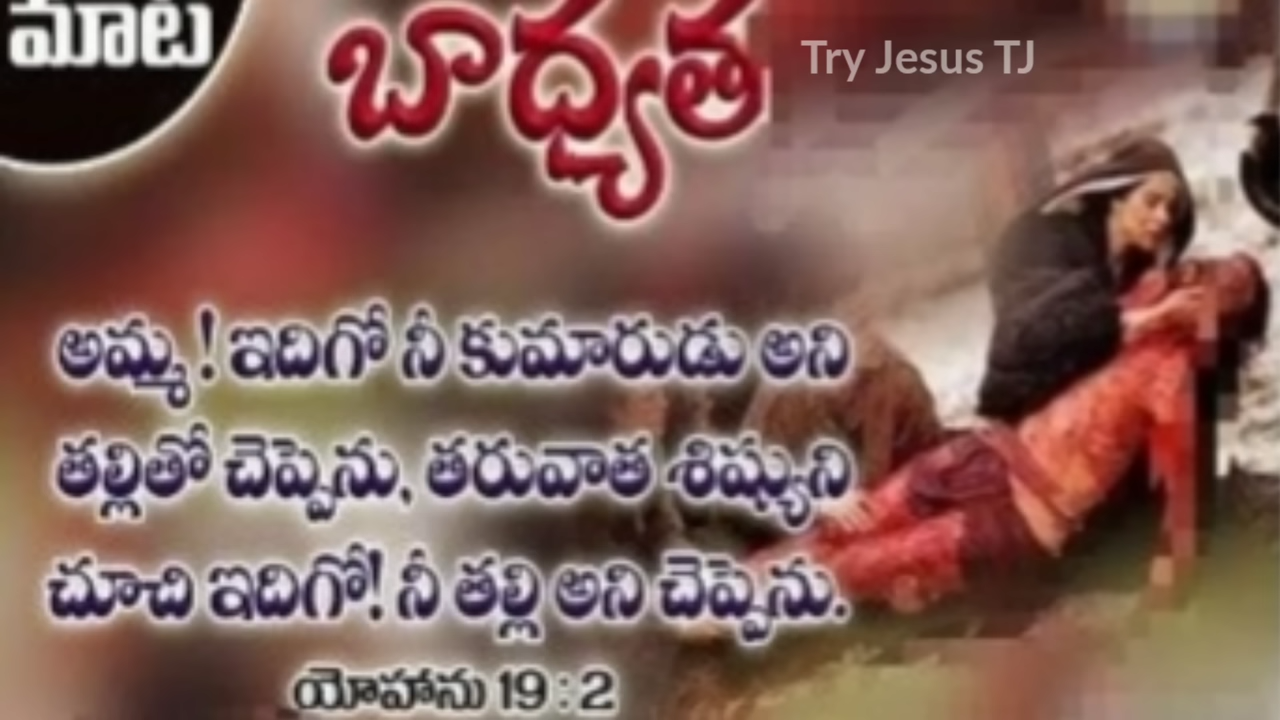 మాట
బాధ్యత
Try Jesus TJ
అమ్మ ! ఇదిగో నీ కుమారుడు అని
తల్లితో చెప్పెను, తరువాత శిష్యుని
చూచి ఇదిగో! నీ తల్లి అని చెప్పెను.
యోహాను 19 : 2